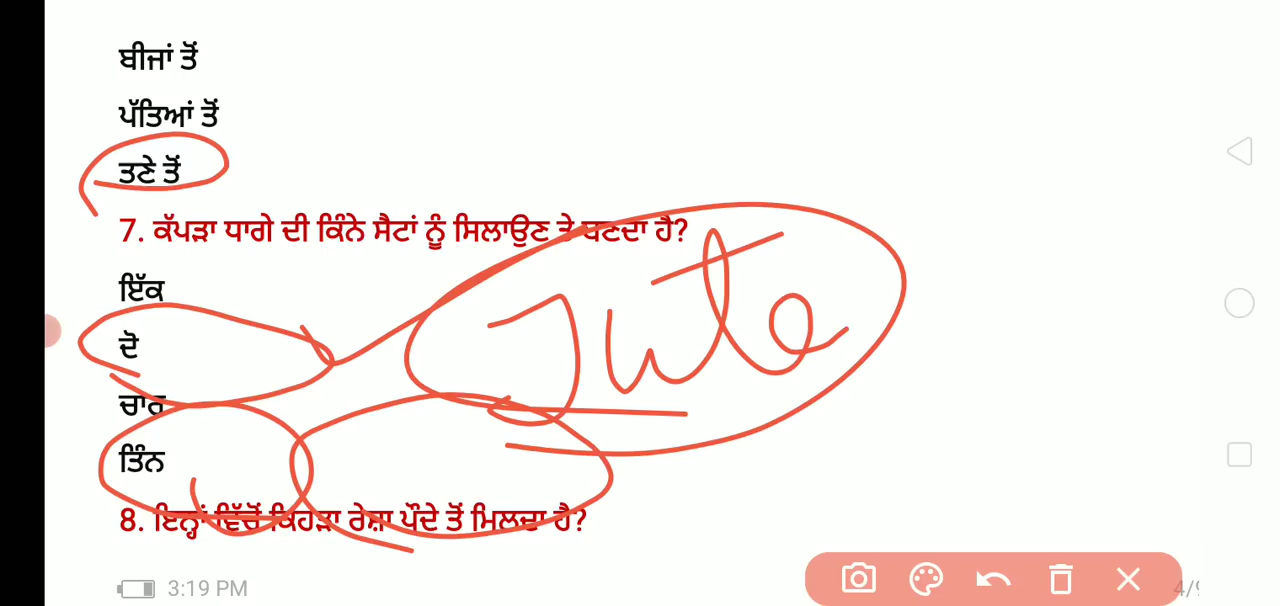 ਬੀਜਾਂ ਤੋਂ
ਪੱਤਿਆਂ ਤੋਂ
ਤਣੇ ਤੋਂ
7. ਕੱਪੜਾ ਧਾਗੇ ਦੀ ਕਿੰਨੇ ਸੈਟਾਂ ਨੂੰ ਸਿਲਾਉਣ ਤੇ ਬਣਦਾ ਹੈ?
ਇੱਕ
ਦੋ
Jute
ਚਾਰ
ਤਿੰਨ
8. ਇਨ੍ਹਾਂ ਵਿੱਚੋਂ ਕਿਹੜਾ ਰੇਸ਼ਾ ਪੌਦੇ ਤੋਂ ਮਿਲਦਾ ਹੈ?
3:19 PM